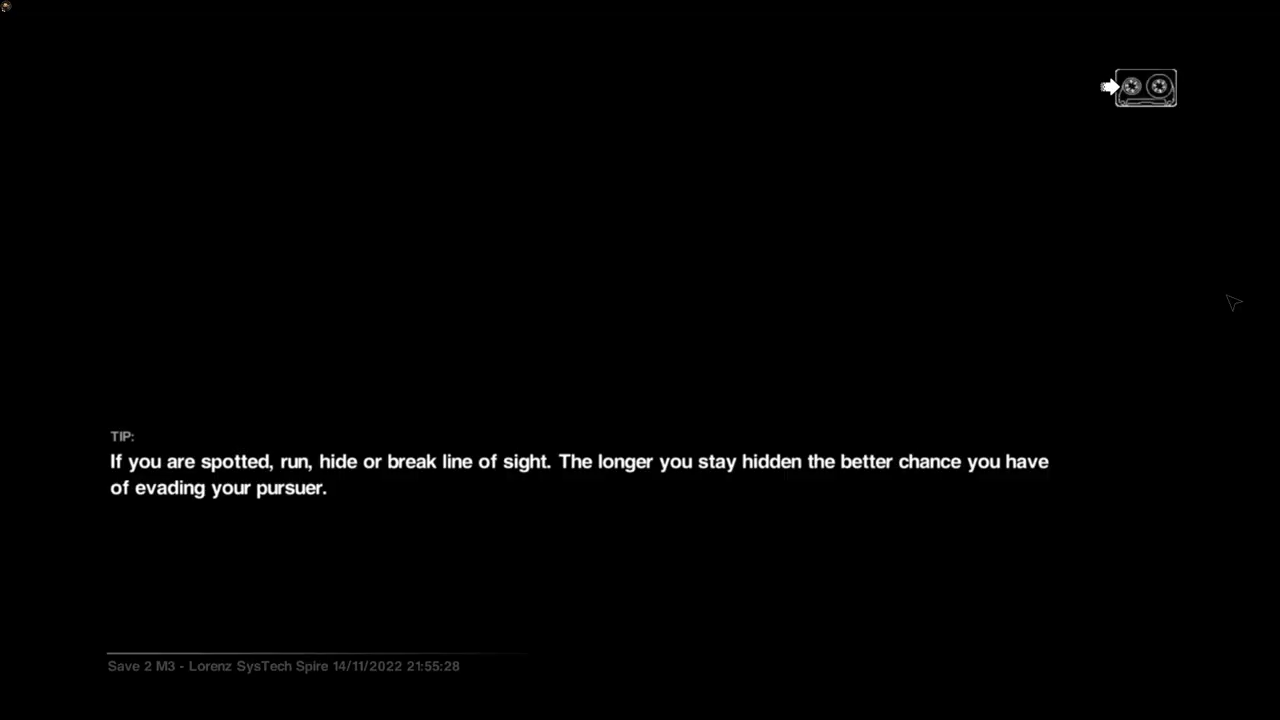 TIP:
If you are spotted, run, hide or break line of sight. The longer you stay hidden the better chance you have
of evading your pursuer.
Save 2 M3 - Lorenz SysTech Spire 14/11/2022 21:55:28